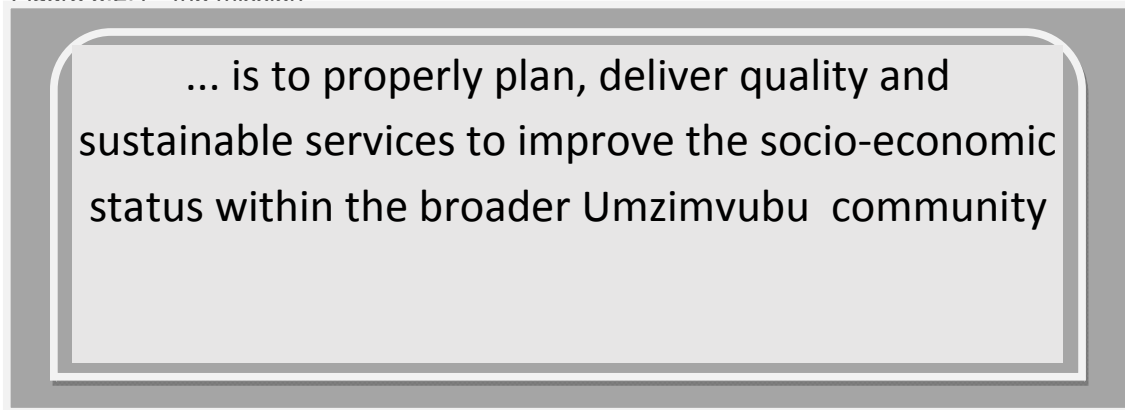 ... is to properly plan, deliver quality and
sustainable services to improve the socio-economic
status within the broader Umzimvubu  community